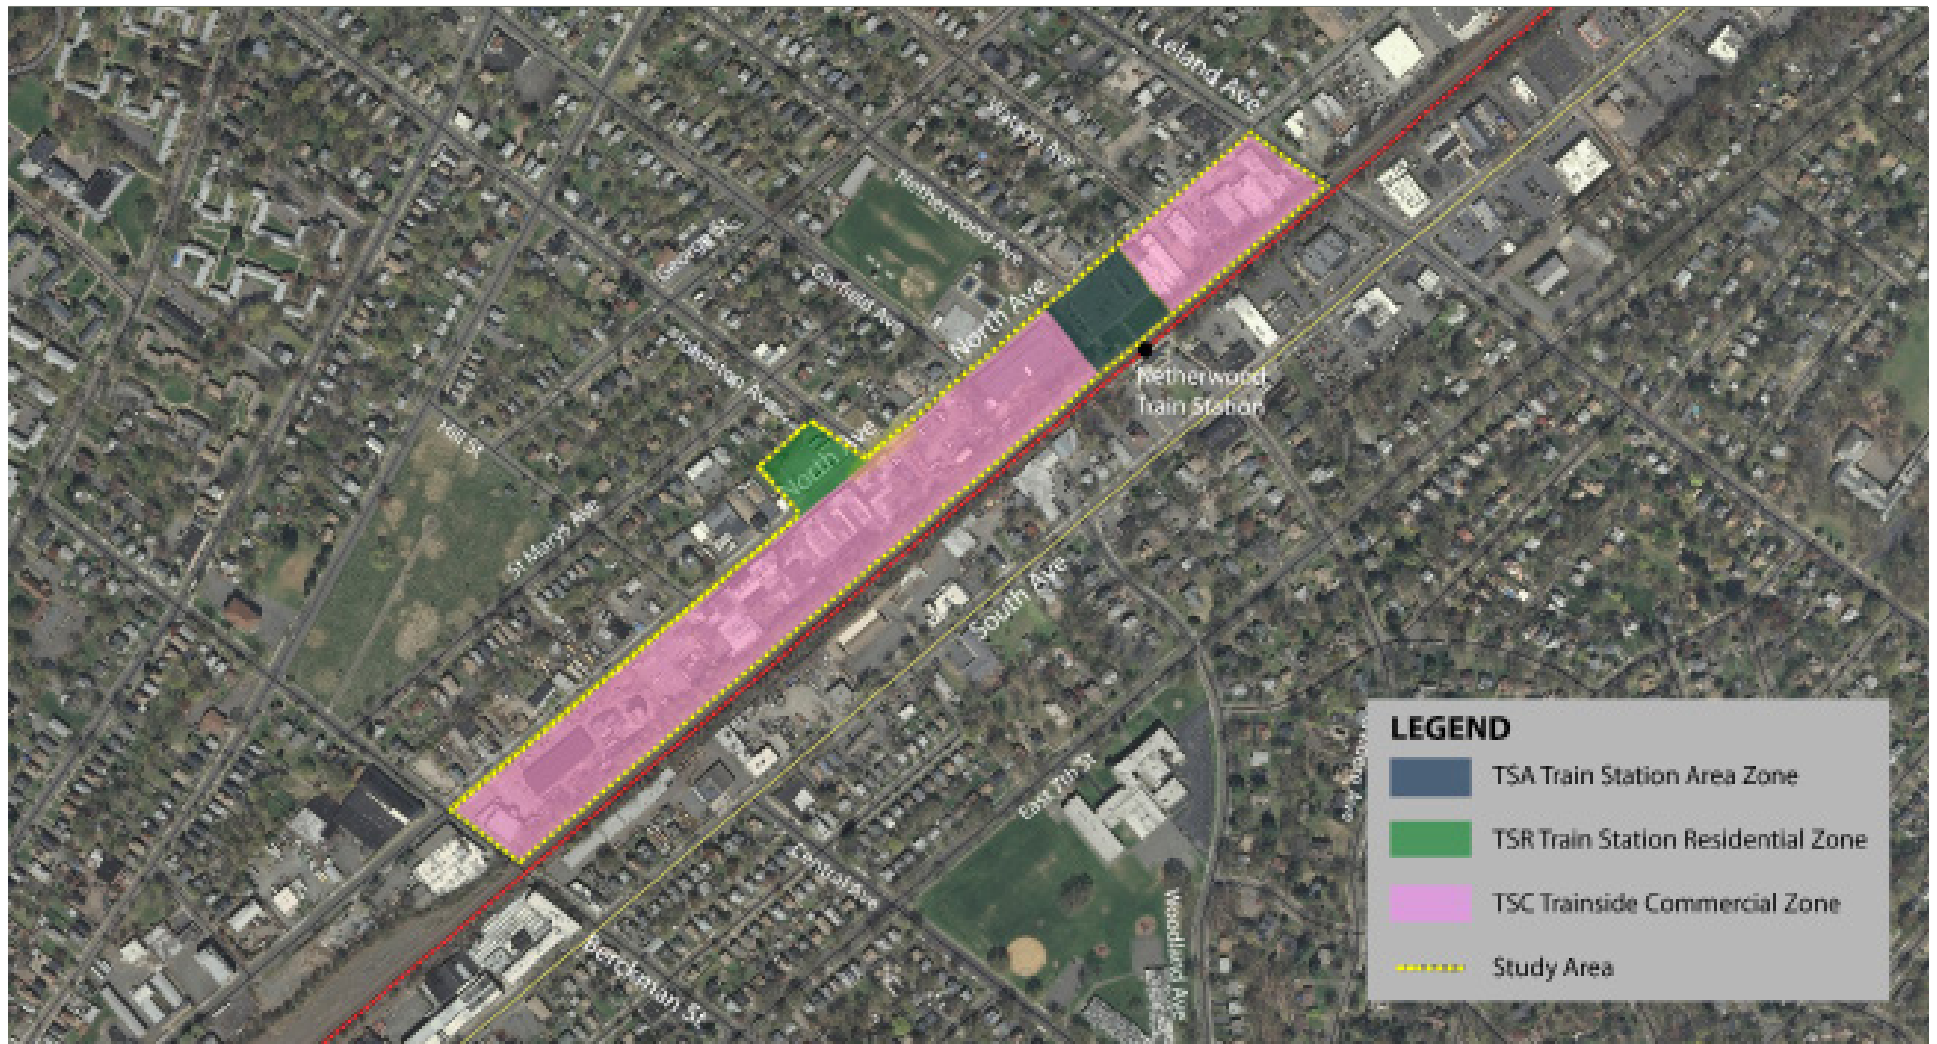 Leland Ave
Watson Ave
Netherwood Ave
George St
Garfield Ave
North Ave
Johnston Ave
Netherwood
Train Station
North Ave
Hill St
St Marys Ave
South Ave
East 7th St
Central Ave
Woodland Ave
berckman St
LEGEND
TSA Train Station Area Zone
TSR Train Station Residential Zone
TSC Trainside Commercial Zone
Study Area